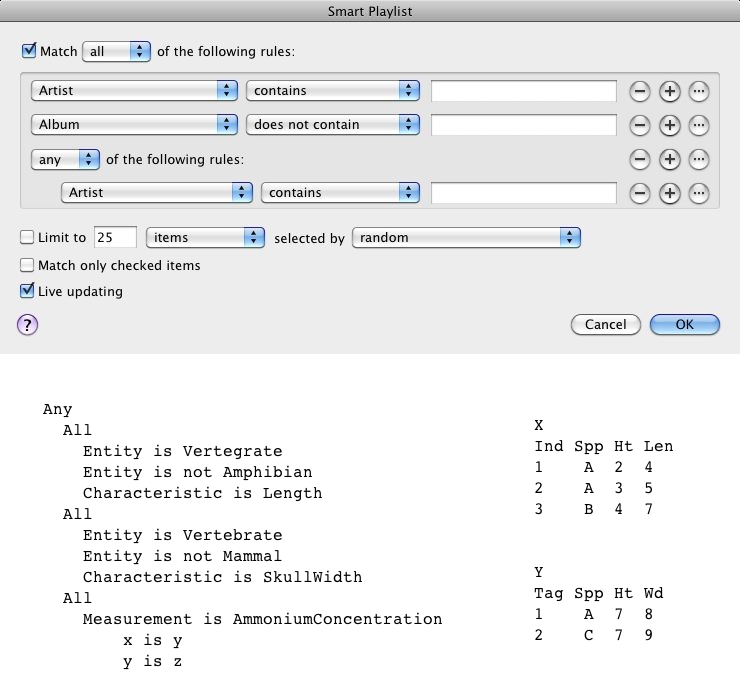 Smart Playlist
Match all of the following rules:
Artist contains
Album does not contain
any of the following rules:
Artist contains
Limit to 25 items selected by random
Match only checked items
Live updating
? Cancel OK
Any
All
Entity is Vertegrate
Entity is not Amphibian
Characteristic is Length
All
Entity is Vertebrate
Entity is not Mammal
Characteristic is SkullWidth
All
Measurement is AmmoniumConcentration
x is y
y is z
X
Ind Spp Ht Len
1 A 2 4
2 A 3 5
3 B 4 7
Y
Tag Spp Ht Wd
1 A 7 8
2 C 7 9